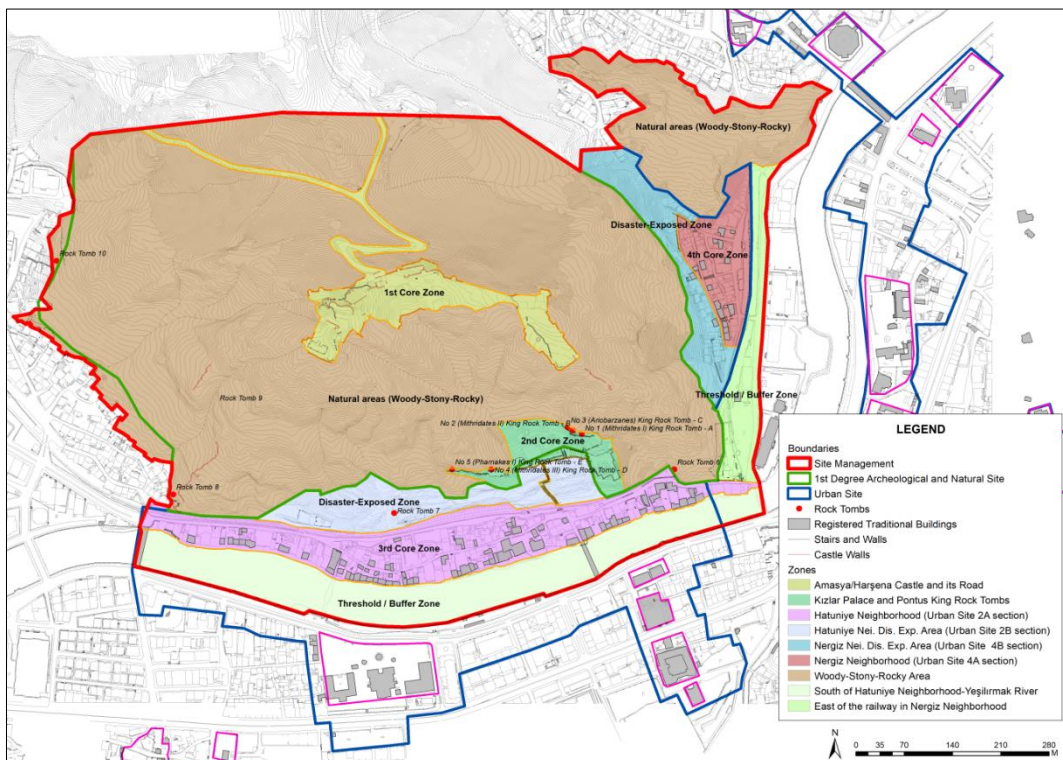 Natural areas (Woody-Stony-Rocky)
Disaster-Exposed Zone
4th Core Zone
Rock Tomb 10
1st Core Zone
Rock Tomb 9
Natural areas (Woody-Stony-Rocky)
Threshold / Buffer Zone
No 2 (Mithridates II) King Rock Tomb - B
No 3 (Ariobarzanes) King Rock Tomb - C
No 1 (Mithridates I) King Rock Tomb - A
2nd Core Zone
No 5 (Pharnakes I) King Rock Tomb - E
No 4 (Mithridates III) King Rock Tomb - D
Rock Tomb 6
Rock Tomb 8
Disaster-Exposed Zone
Rock Tomb 7
3rd Core Zone
Threshold / Buffer Zone
LEGEND
Boundaries
Site Management
1st Degree Archeological and Natural Site
Urban Site
Rock Tombs
Registered Traditional Buildings
Stairs and Walls
Castle Walls
Zones
Amasya/Harşena Castle and its Road
Kızlar Palace and Pontus King Rock Tombs
Hatuniye Neighborhood (Urban Site 2A section)
Hatuniye Nei. Dis. Exp. Area (Urban Site 2B section)
Nergiz Nei. Dis. Exp. Area (Urban Site 4B section)
Nergiz Neighborhood (Urban Site 4A section)
Woody-Stony-Rocky Area
South of Hatuniye Neighborhood-Yeşilırmak River
East of the railway in Nergiz Neighborhood
N
0 35 70 140 210 280
M